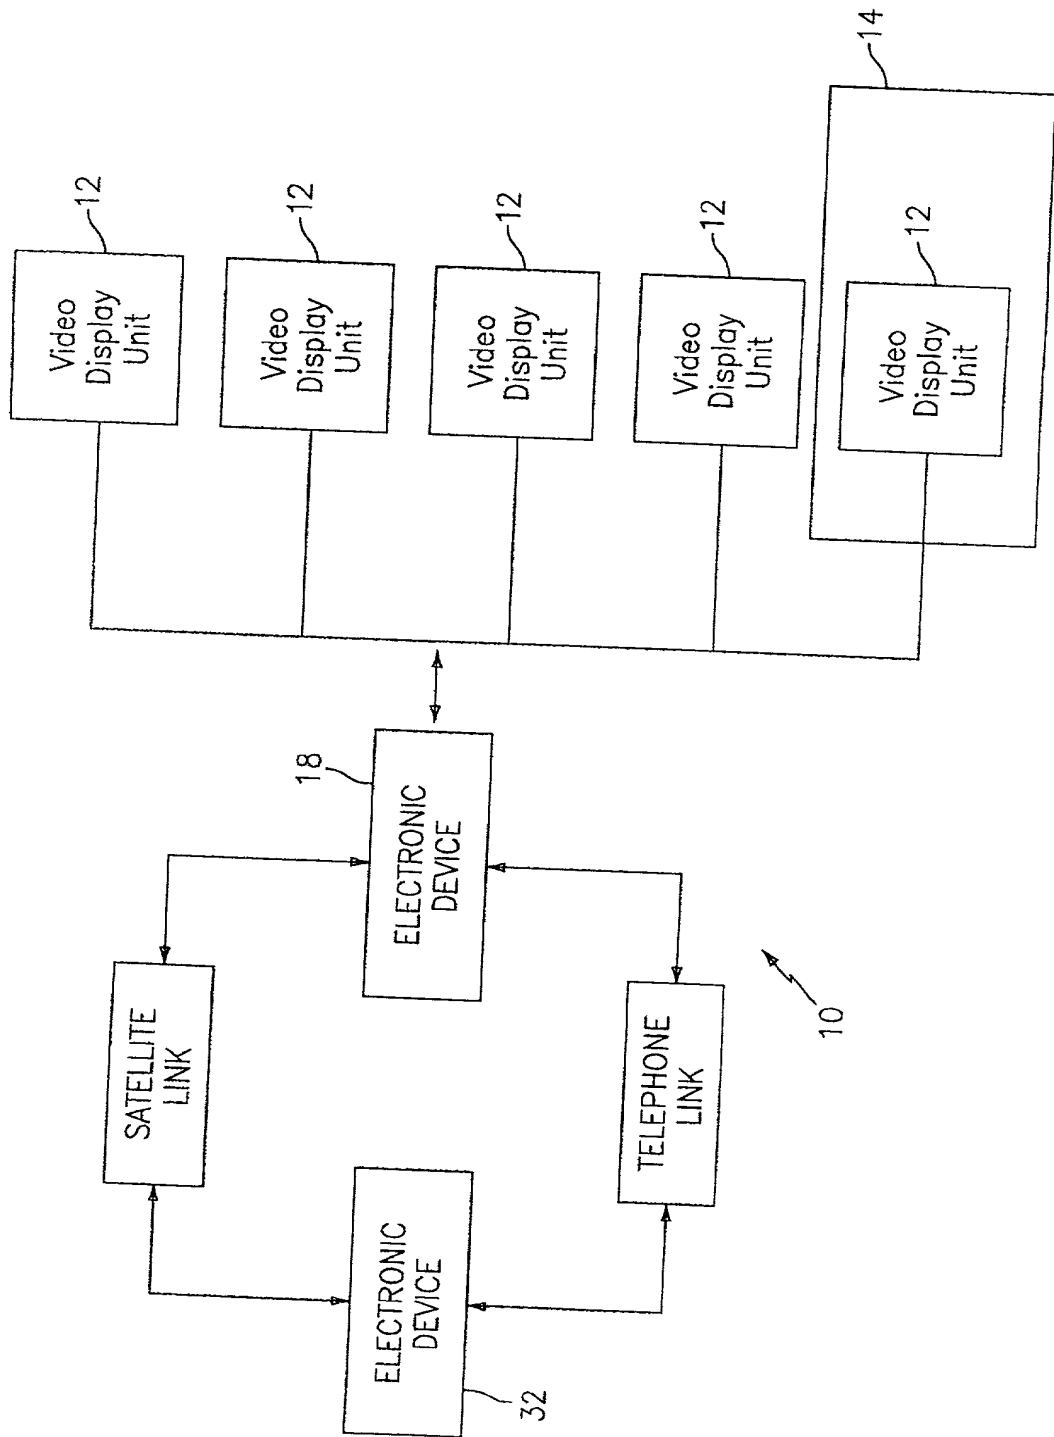 12
Video
Display
Unit
12
Video
Display
Unit
12
Video
Display
Unit
12
Video
Display
Unit
14
12
Video
Display
Unit
18
ELECTRONIC
DEVICE
SATELLITE
LINK
TELEPHONE
LINK
10
ELECTRONIC
DEVICE
32